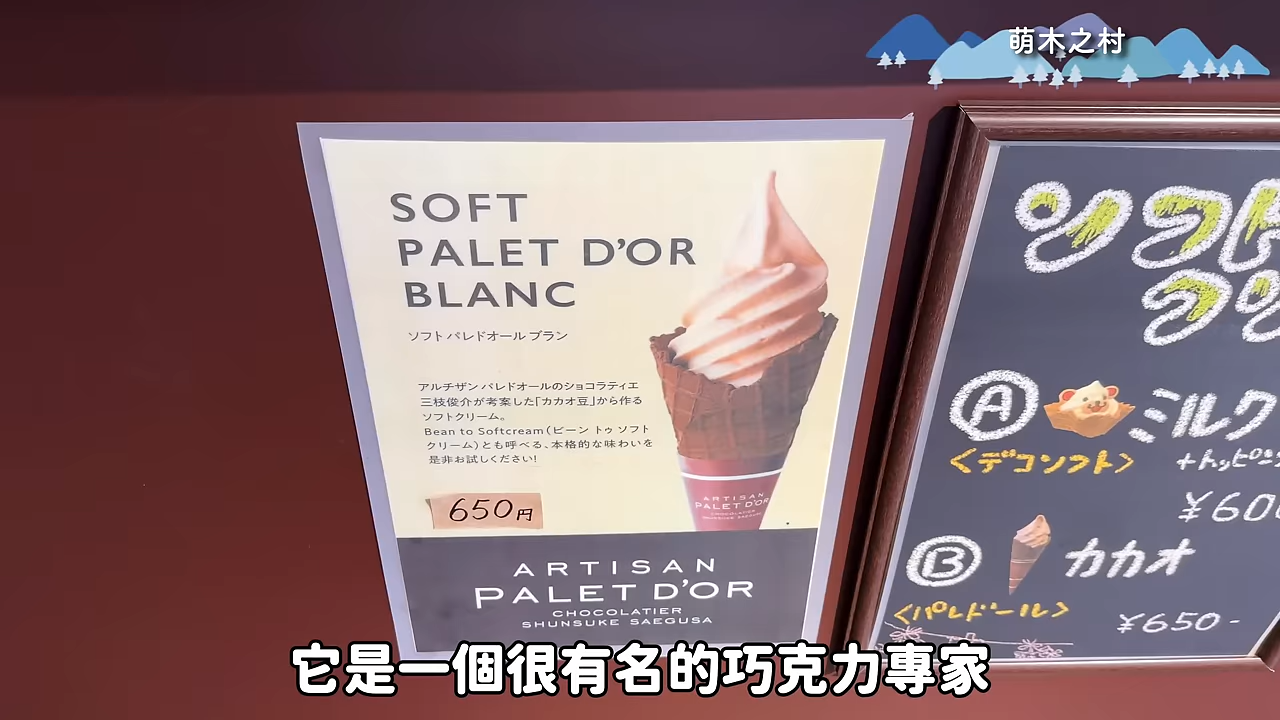 萌木之村
SOFT
PALET D'OR
BLANC
ソフト パレドオール ブラン
アルチザン パレドオールのショコラティエ
三枝俊介が考案した「カカオ豆」から作る
ソフトクリーム。
Bean to Softcream(ビーン トゥ ソフト
クリーム)とも呼べる、本格的な味わいを
是非お試しください!
650円
ARTISAN
PALET D'OR
CHOCOLATIER
SHUNSUKE SAEGUSA
ARTISAN
PALET D'OR
CHOCOLATIER
SHUNSUKE SAEGUSA
ソフト
Ⓐ ミルク
<デコソフト>
Ⓑ カカオ
<パレドール>
¥650-
它是一個很有名的巧克力專家